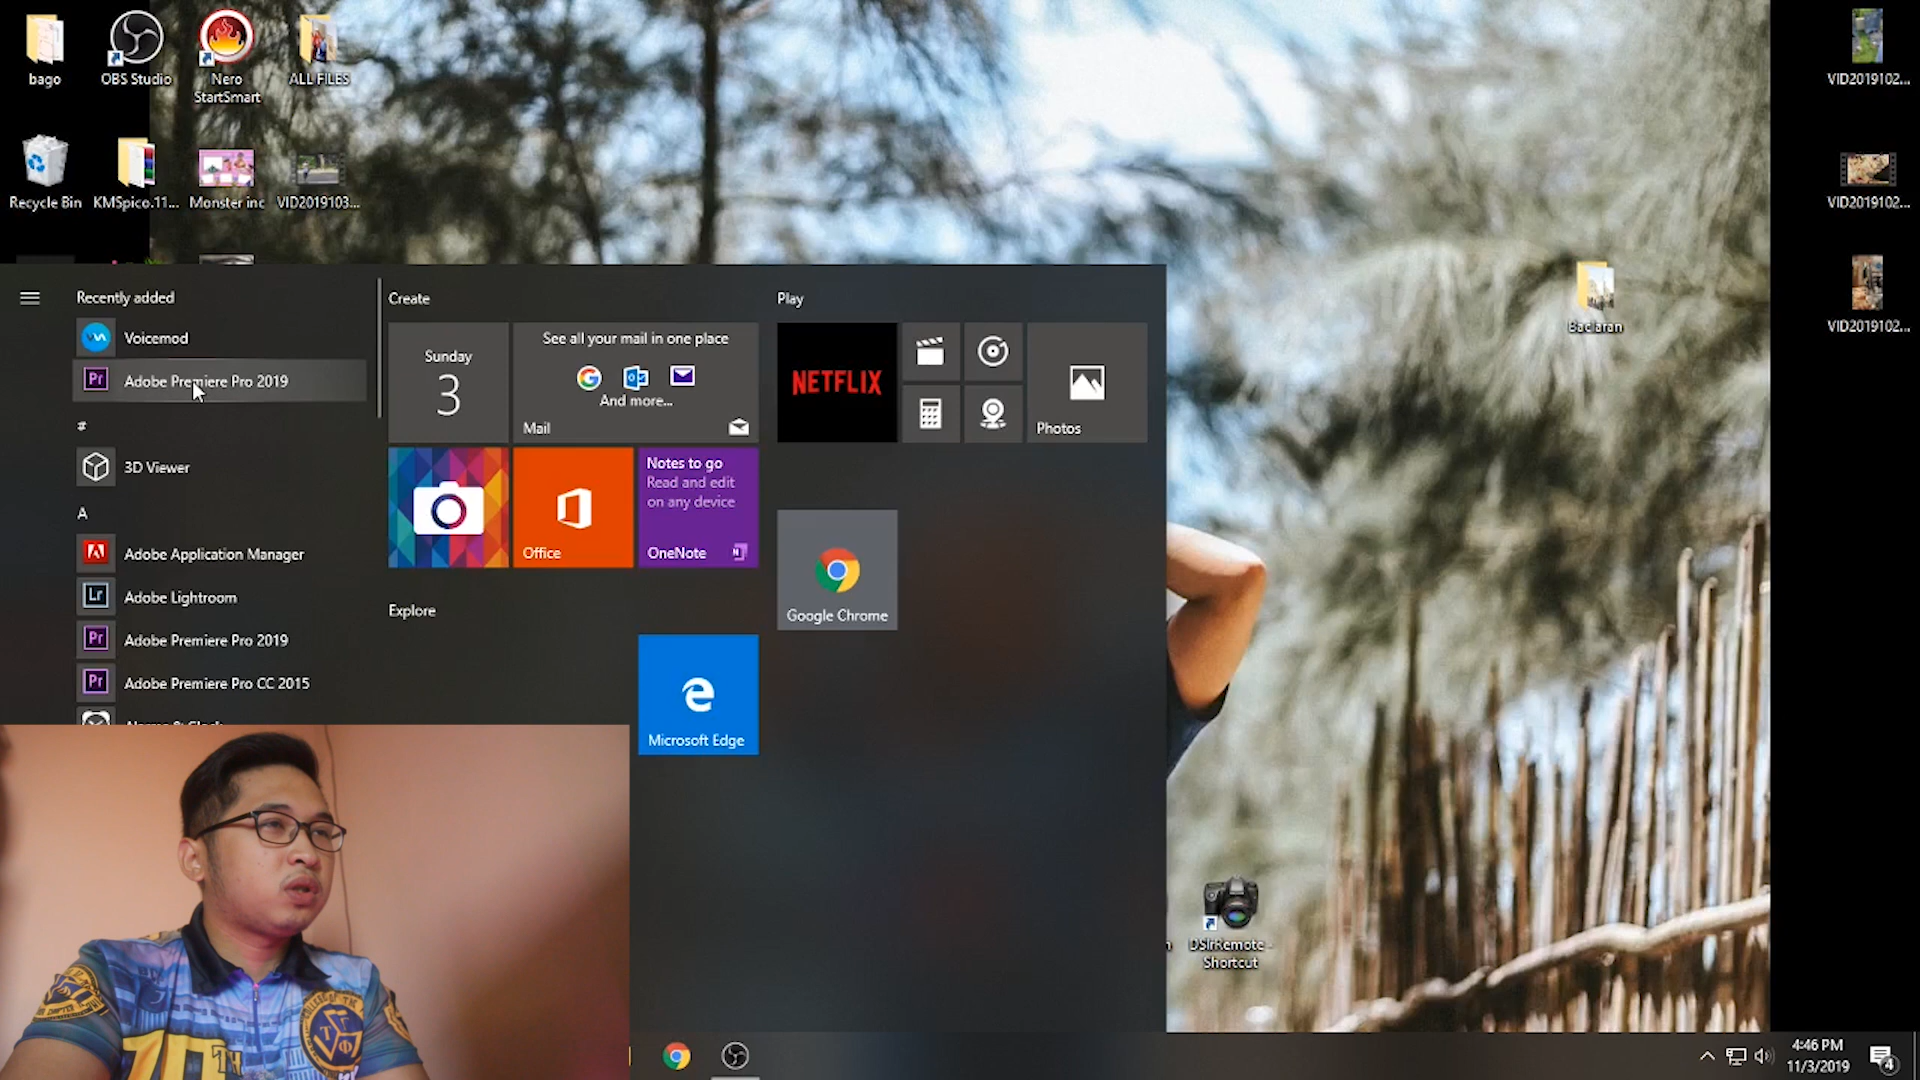 bago
OBS Studio
Nero
StartSmart
ALL FILES
VID2019102...
Recycle Bin
KMSpico.11...
Monster inc
VID2019103...
VID2019102...
Recently added
Create
Play
Voicemod
Adobe Premiere Pro 2019
#
3D Viewer
A
Adobe Application Manager
Adobe Lightroom
Adobe Premiere Pro 2019
Adobe Premiere Pro CC 2015
Sunday
3
See all your mail in one place
And more...
Mail
NETFLIX
Photos
Office
Notes to go
Read and edit
on any device
OneNote
Explore
Google Chrome
Microsoft Edge
Baclaran
VID2019102...
DSlrRemote -
Shortcut
4:46 PM
11/3/2019
4